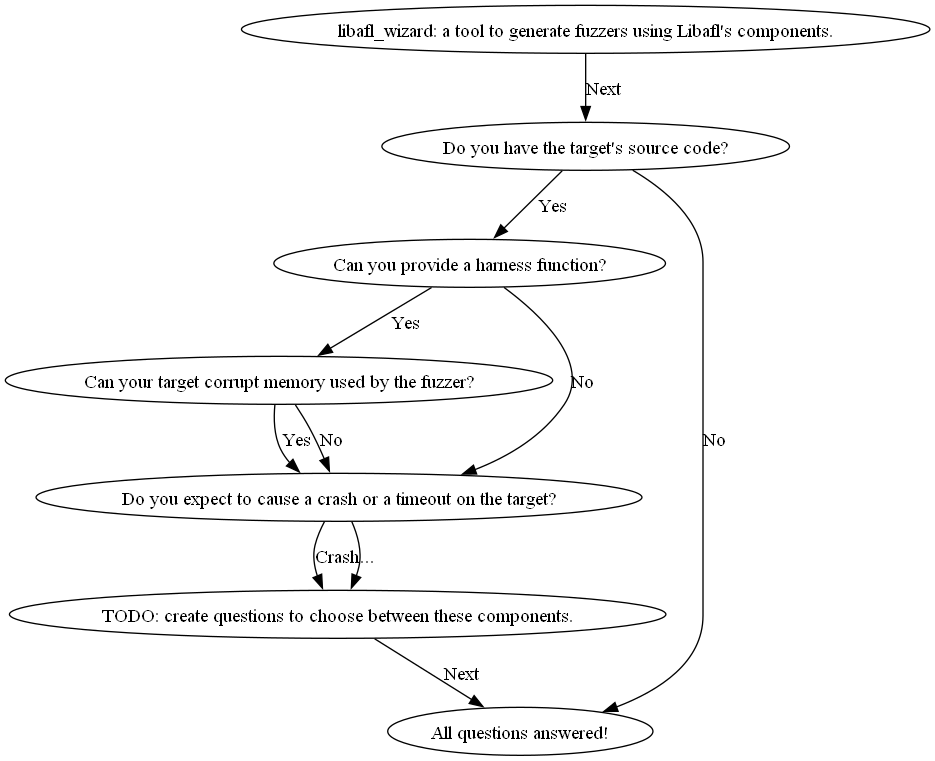 libafl_wizard: a tool to generate fuzzers using Libafl's components.
Next
Do you have the target's source code?
Yes
Can you provide a harness function?
Yes
Can your target corrupt memory used by the fuzzer?
No
Yes
No
No
Do you expect to cause a crash or a timeout on the target?
Crash...
TODO: create questions to choose between these components.
Next
All questions answered!